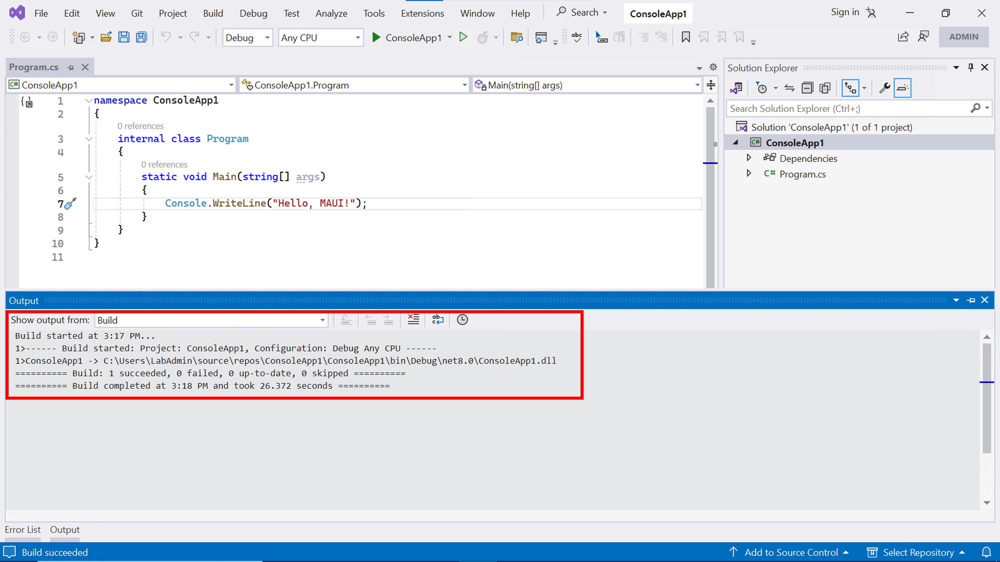 File Edit View Git Project Build Debug Test Analyze Tools Extensions Window Help Search ConsoleApp1 Sign in
Debug Any CPU ConsoleApp1 abc ADMIN
Program.cs
ConsoleApp1 ConsoleApp1.Program Main(string[] args)
1 namespace ConsoleApp1
2 {
0 references
3 internal class Program
4 {
0 references
5 static void Main(string[] args)
6 {
7 Console.WriteLine("Hello, MAUI!");
8 }
9 }
10 }
11
Solution Explorer
Search Solution Explorer (Ctrl+;)
Solution 'ConsoleApp1' (1 of 1 project)
C# ConsoleApp1
Dependencies
C# Program.cs
Output
Show output from: Build
Build started at 3:17 PM...
1>------ Build started: Project: ConsoleApp1, Configuration: Debug Any CPU ------
1>ConsoleApp1 -> C:\Users\LabAdmin\source\repos\ConsoleApp1\ConsoleApp1\bin\Debug\net8.0\ConsoleApp1.dll
========== Build: 1 succeeded, 0 failed, 0 up-to-date, 0 skipped ==========
========== Build completed at 3:18 PM and took 26.372 seconds ==========
Error List Output
Build succeeded Add to Source Control Select Repository